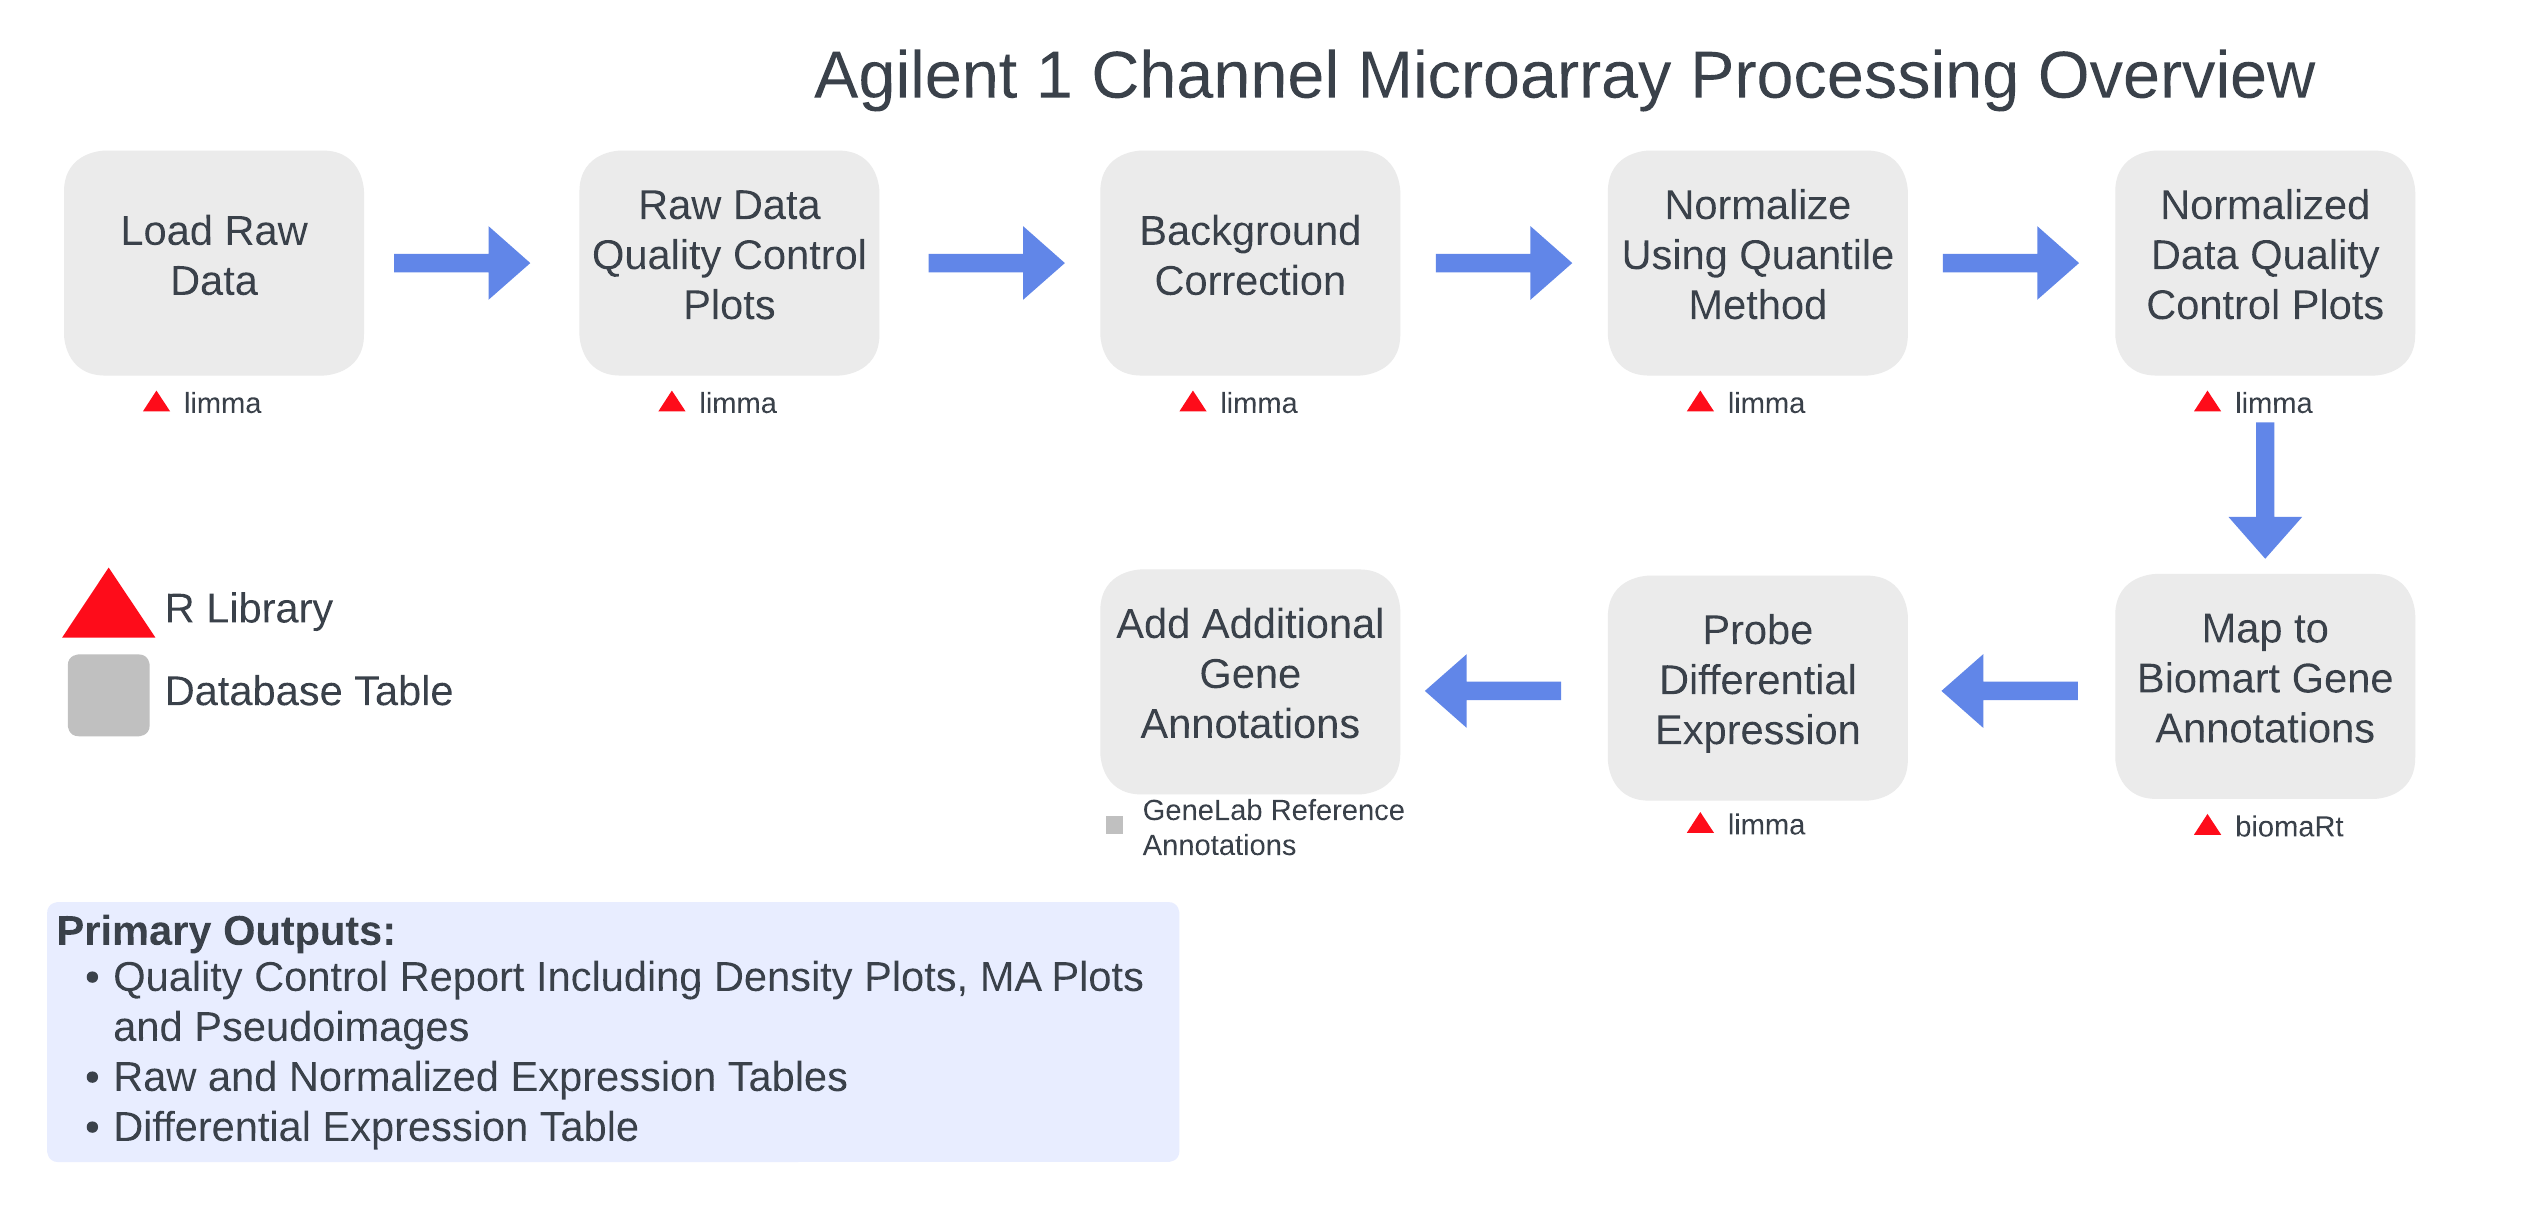 Agilent 1 Channel Microarray Processing Overview
Load Raw
Data
limma
Raw Data
Quality Control
Plots
limma
Background
Correction
limma
Normalize
Using Quantile
Method
limma
Normalized
Data Quality
Control Plots
limma
Map to
Biomart Gene
Annotations
biomaRt
Probe
Differential
Expression
limma
Add Additional
Gene
Annotations
GeneLab Reference
Annotations
R Library
Database Table
Primary Outputs:
• Quality Control Report Including Density Plots, MA Plots
and Pseudoimages
• Raw and Normalized Expression Tables
• Differential Expression Table